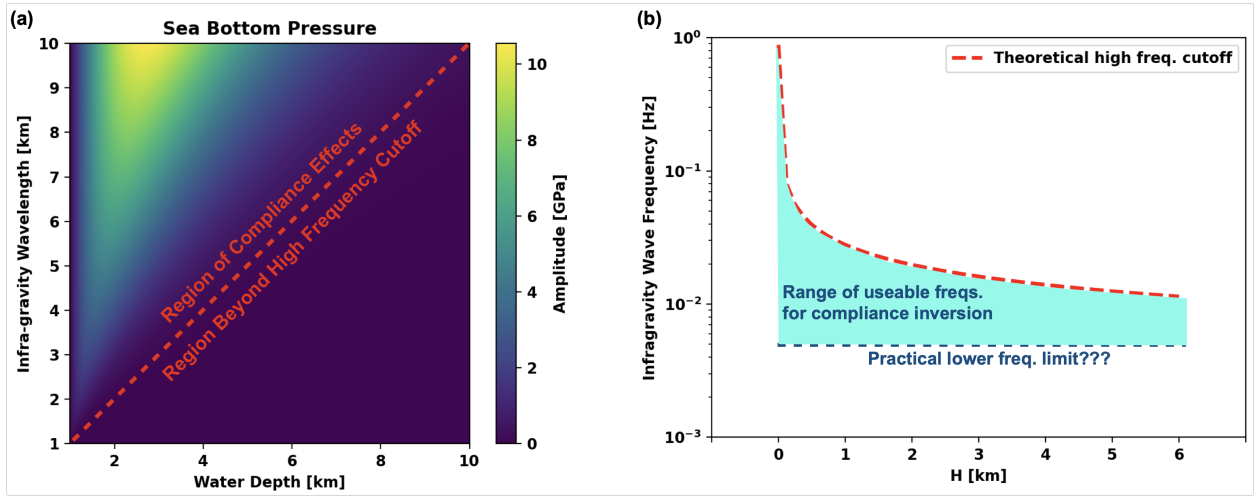 (a)
Sea Bottom Pressure
10
9
8
7
6
5
4
3
2
1
Infra-gravity Wavelength [km]
Region of Compliance Effects
Region Beyond High Frequency Cutoff
2
4
6
8
10
Water Depth [km]
10
8
6
4
2
0
Amplitude [GPa]
(b)
10⁰
10⁻¹
10⁻²
10⁻³
Infragravity Wave Frequency [Hz]
Theoretical high freq. cutoff
Range of useable freqs.
for compliance inversion
Practical lower freq. limit???
0
1
2
3
4
5
6
H [km]